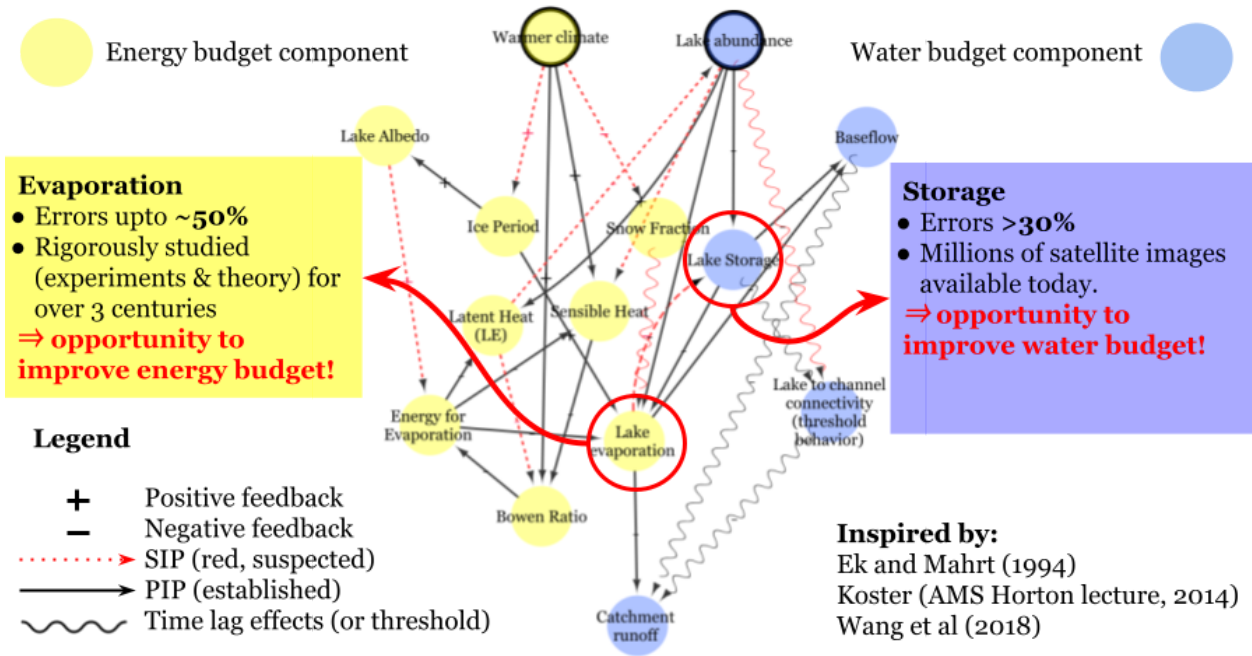 Energy budget component
Warmer climate
Lake abundance
Water budget component
Lake Albedo
Baseflow
Evaporation
● Errors upto ~50%
● Rigorously studied
(experiments & theory) for
over 3 centuries
⇒ opportunity to
improve energy budget!
Ice Period
Snow Fraction
Lake Storage
Latent Heat
(LE)
Sensible Heat
Storage
● Errors >30%
● Millions of satellite images
available today.
⇒ opportunity to
improve water budget!
Lake to channel
connectivity
(threshold
behavior)
Energy for
Evaporation
Lake
evaporation
Bowen Ratio
Catchment
runoff
Legend
+ Positive feedback
− Negative feedback
SIP (red, suspected)
PIP (established)
Time lag effects (or threshold)
Inspired by:
Ek and Mahrt (1994)
Koster (AMS Horton lecture, 2014)
Wang et al (2018)